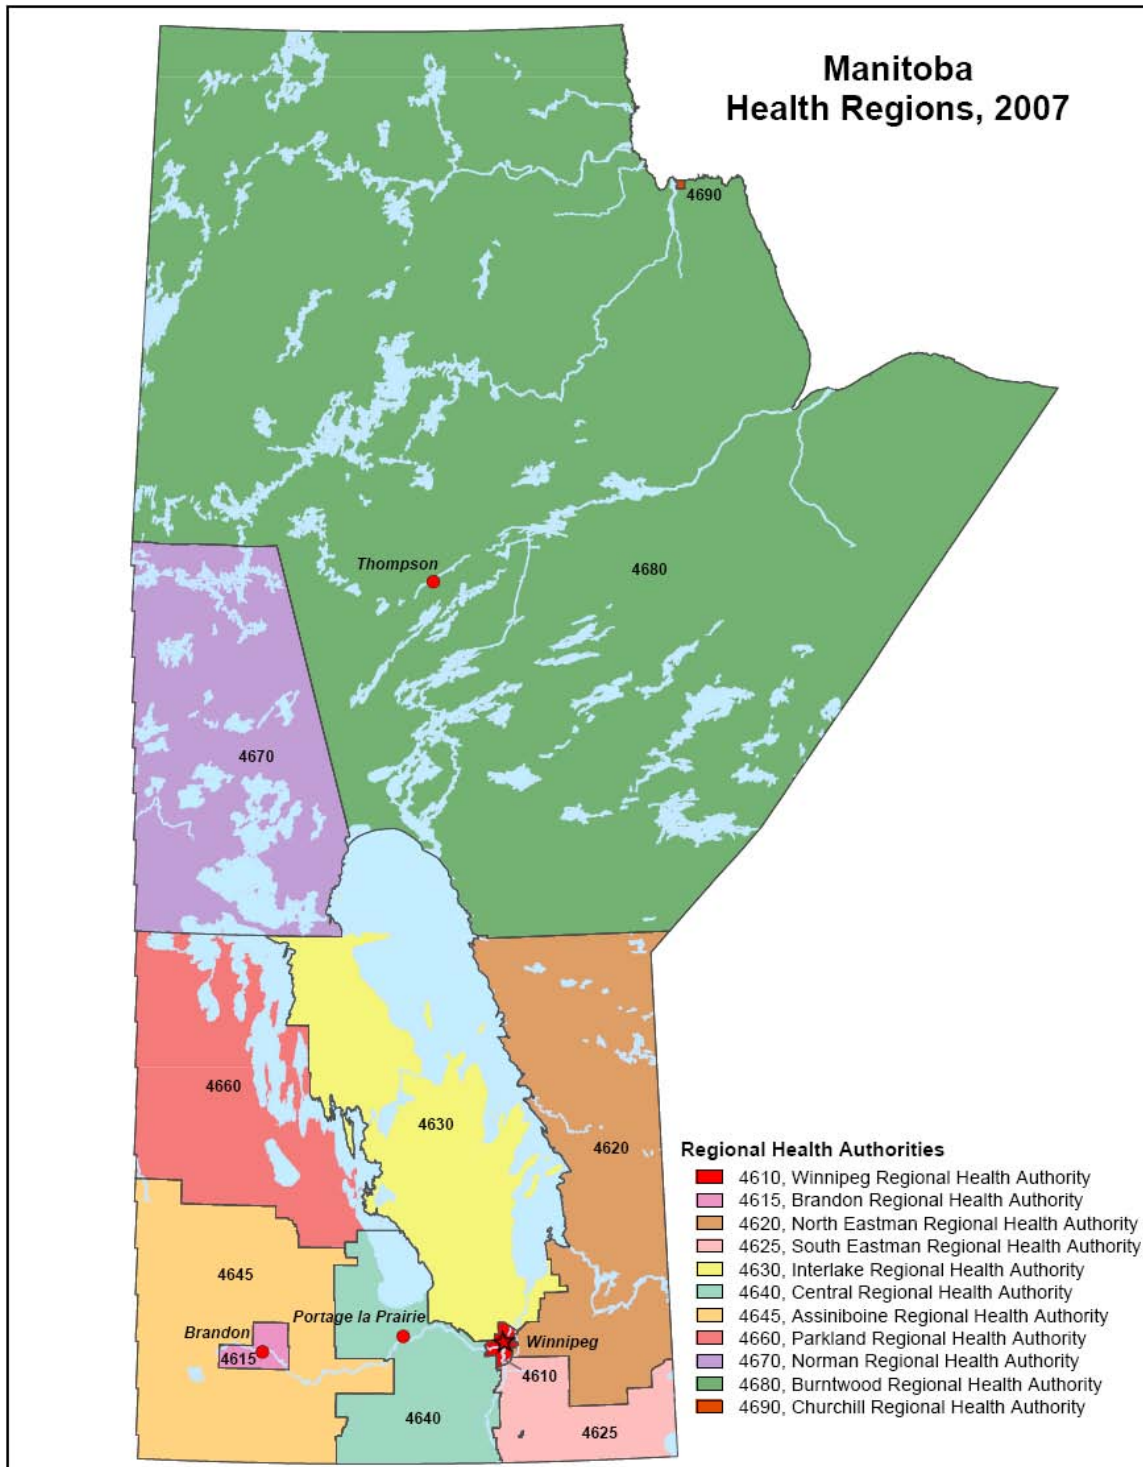 Manitoba
Health Regions, 2007
4690
Thompson
4680
4670
4660
4630
4620
4645
Portage la Prairie
Brandon
Winnipeg
4615
4610
4640
4625
Regional Health Authorities
4610, Winnipeg Regional Health Authority
4615, Brandon Regional Health Authority
4620, North Eastman Regional Health Authority
4625, South Eastman Regional Health Authority
4630, Interlake Regional Health Authority
4640, Central Regional Health Authority
4645, Assiniboine Regional Health Authority
4660, Parkland Regional Health Authority
4670, Norman Regional Health Authority
4680, Burntwood Regional Health Authority
4690, Churchill Regional Health Authority